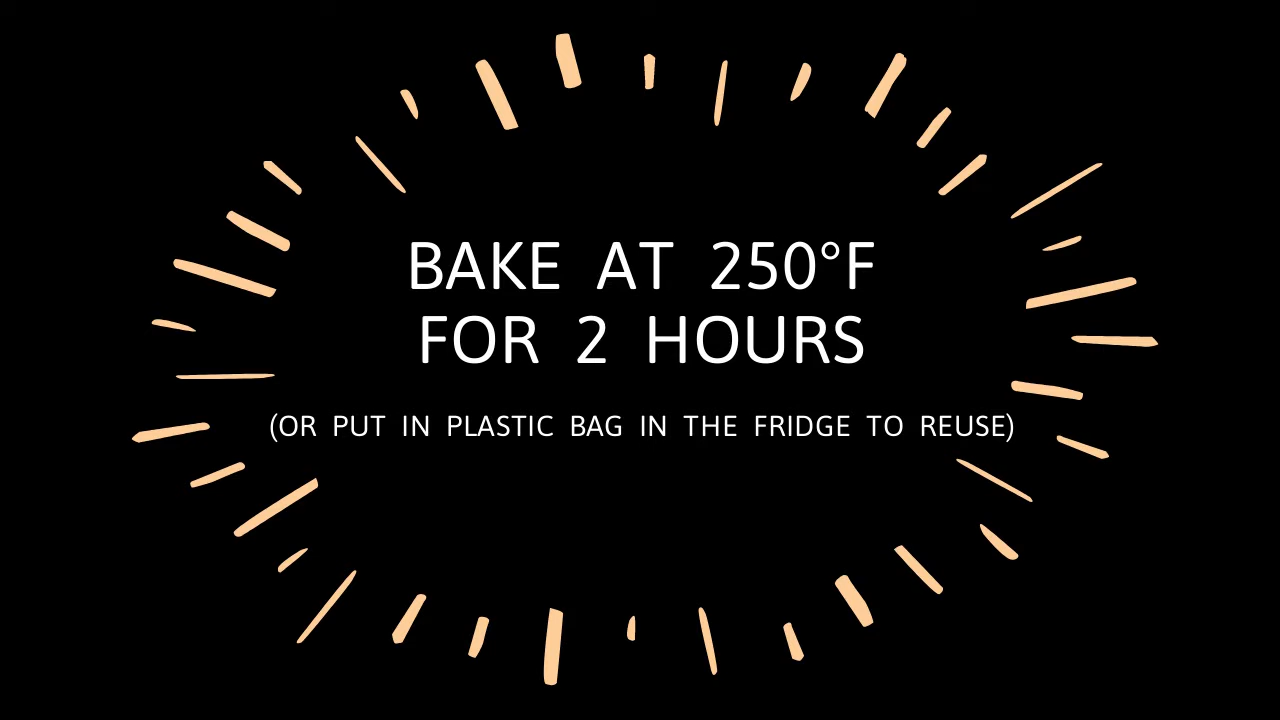 BAKE AT 250°F
FOR 2 HOURS
(OR PUT IN PLASTIC BAG IN THE FRIDGE TO REUSE)